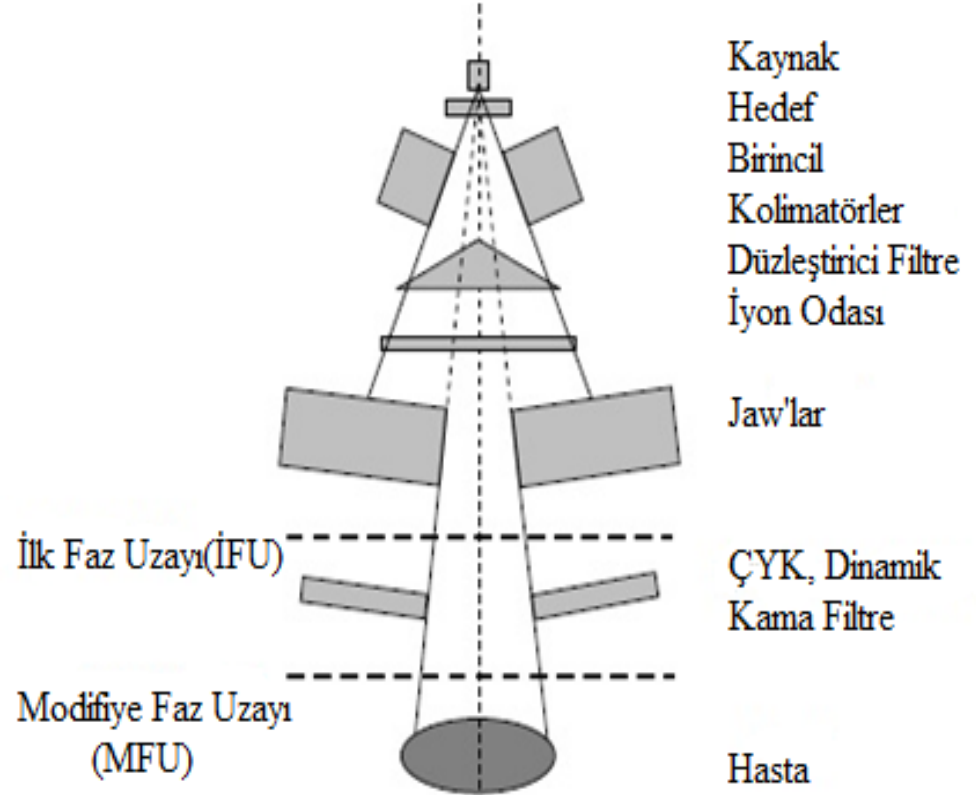 Kaynak
Hedef
Birincil
Kolimatörler
Düzleştirici Filtre
İyon Odası
Jaw'lar
İlk Faz Uzayı(İFU)
ÇYK, Dinamik
Kama Filtre
Modifiye Faz Uzayı
(MFU)
Hasta